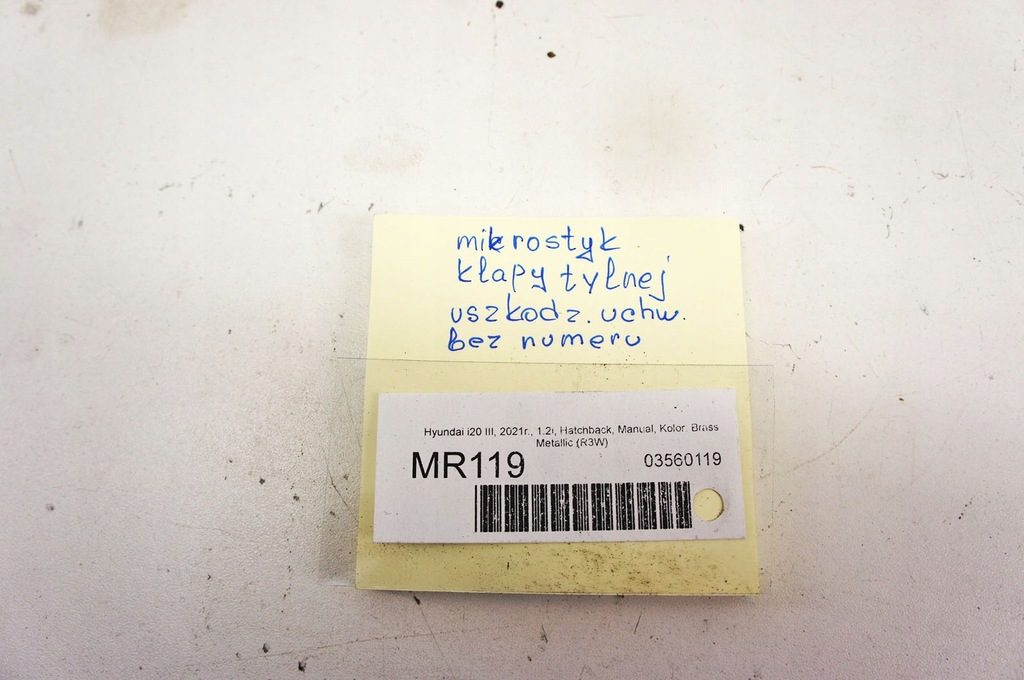 mikrostyk
klapy tylnej
uszkodz. uchw.
bez numeru
Hyundai i20 III, 2021r., 1.2i, Hatchback, Manual, Kolor: Brass
Metallic (R3W)
MR119
03560119